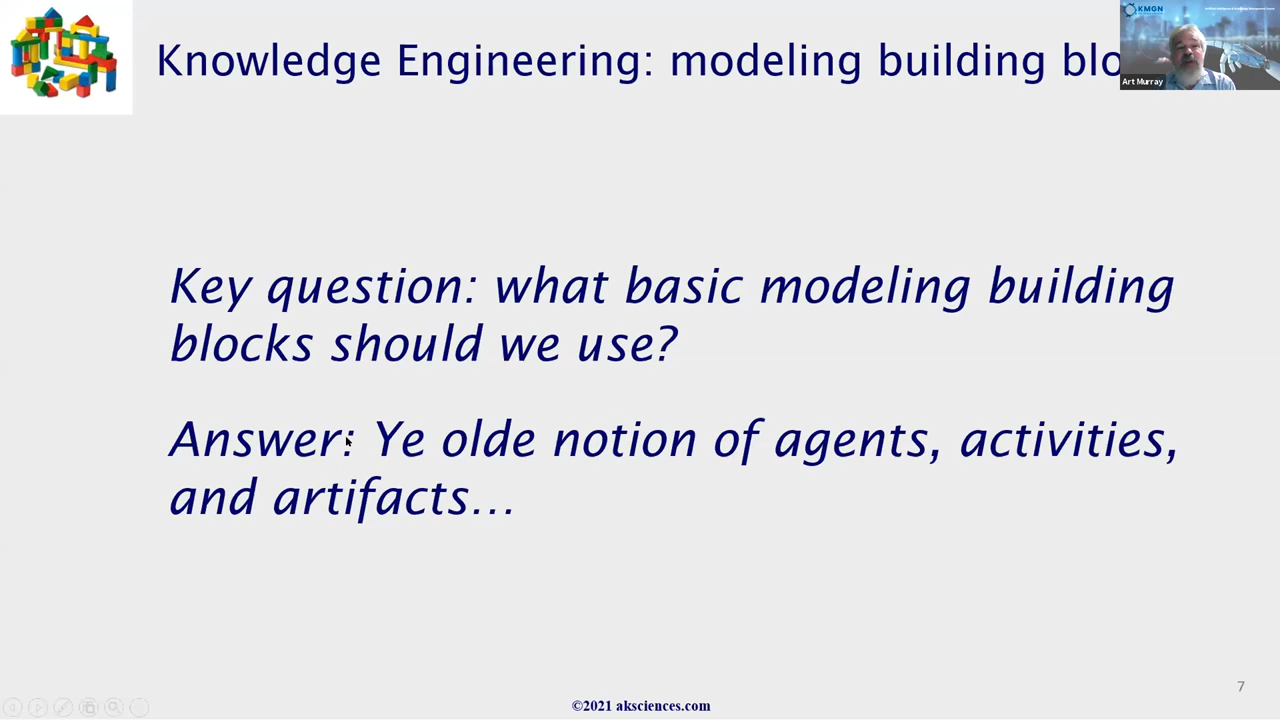 Knowledge Engineering: modeling building blo
KMGN
Art Murray
Key question: what basic modeling building
blocks should we use?
Answer: Ye olde notion of agents, activities,
and artifacts…
7
©2021 aksciences.com